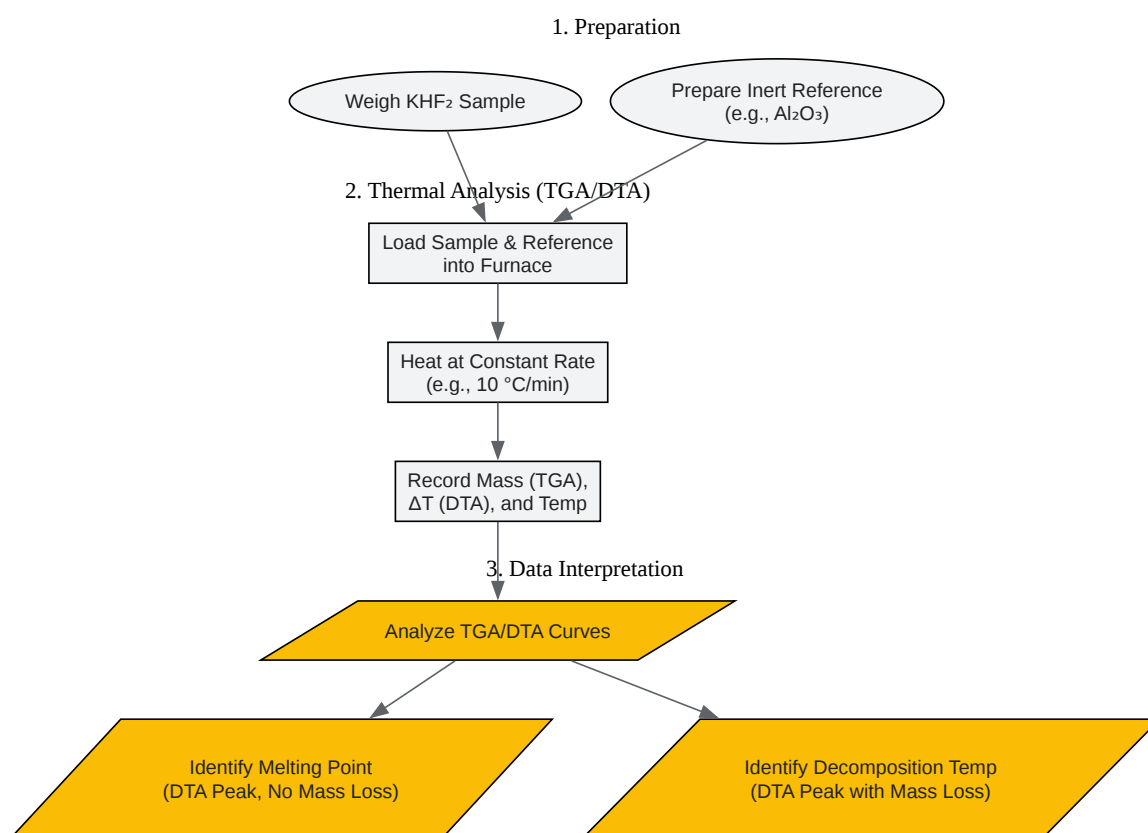 1. Preparation
Weigh KHF₂ Sample
Prepare Inert Reference
(e.g., Al₂O₃)
2. Thermal Analysis (TGA/DTA)
Load Sample & Reference
into Furnace
Heat at Constant Rate
(e.g., 10 °C/min)
Record Mass (TGA),
ΔT (DTA), and Temp
3. Data Interpretation
Analyze TGA/DTA Curves
Identify Melting Point
(DTA Peak, No Mass Loss)
Identify Decomposition Temp
(DTA Peak with Mass Loss)